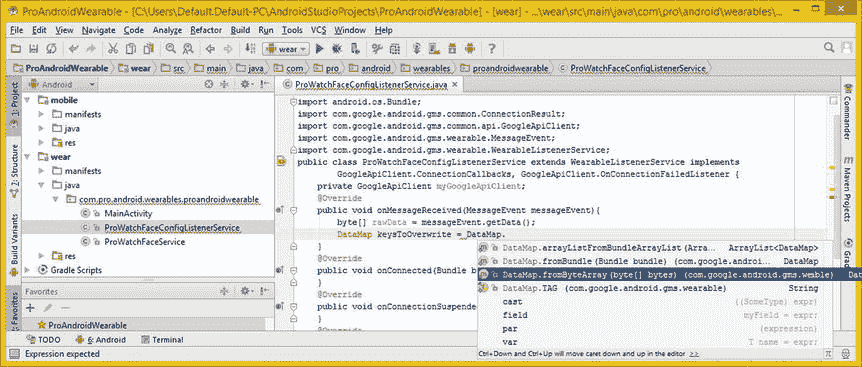 ProAndroidWearable - [C:\Users\Default.Default-PC\AndroidStudioProjects\ProAndroidWearable] - [wear] - ...\wear\src\main\java\com\pro\android\wearables\...
File Edit View Navigate Code Analyze Refactor Build Run Tools VCS Window Help
wear
ProAndroidWearable wear src main java com pro android wearables proandroidwearable ProWatchFaceConfigListenerService
Android
ProWatchFaceConfigListenerService.java
1: Project
7: Structure
Build Variants
2: Favorites
mobile
manifests
java
res
wear
manifests
java
com.pro.android.wearables.proandroidwearable
MainActivity
ProWatchFaceConfigListenerService
ProWatchFaceService
res
Gradle Scripts
Favorites
ProAndroidWearable
import android.os.Bundle;
import com.google.android.gms.common.ConnectionResult;
import com.google.android.gms.common.api.GoogleApiClient;
import com.google.android.gms.wearable.MessageEvent;
import com.google.android.gms.wearable.WearableListenerService;
public class ProWatchFaceConfigListenerService extends WearableListenerService implements
GoogleApiClient.ConnectionCallbacks, GoogleApiClient.OnConnectionFailedListener {
private GoogleApiClient myGoogleApiClient;
@Override
public void onMessageReceived(MessageEvent messageEvent){
byte[] rawData = messageEvent.getData();
DataMap keysToOverwrite = DataMap.
}
@Override
public void onConnected(Bundle b
}
@Override
public void onConnectionSuspende
}
@Override
DataMap.arrayListFromBundleArrayList(Arra... ArrayList<DataMap>
DataMap.fromBundle(Bundle bundle) (com.google.androi... DataMap
DataMap.fromByteArray(byte[] bytes) (com.google.android.gms.weable) Dat
DataMap.TAG (com.google.android.gms.wearable) String
cast ((SomeType) expr)
field myField = expr;
par (expression)
var T name = expr;
Ctrl+Down and Ctrl+Up will move caret down and up in the editor >>
Commander
Maven Projects
TODO 6: Android Terminal
Expression expected